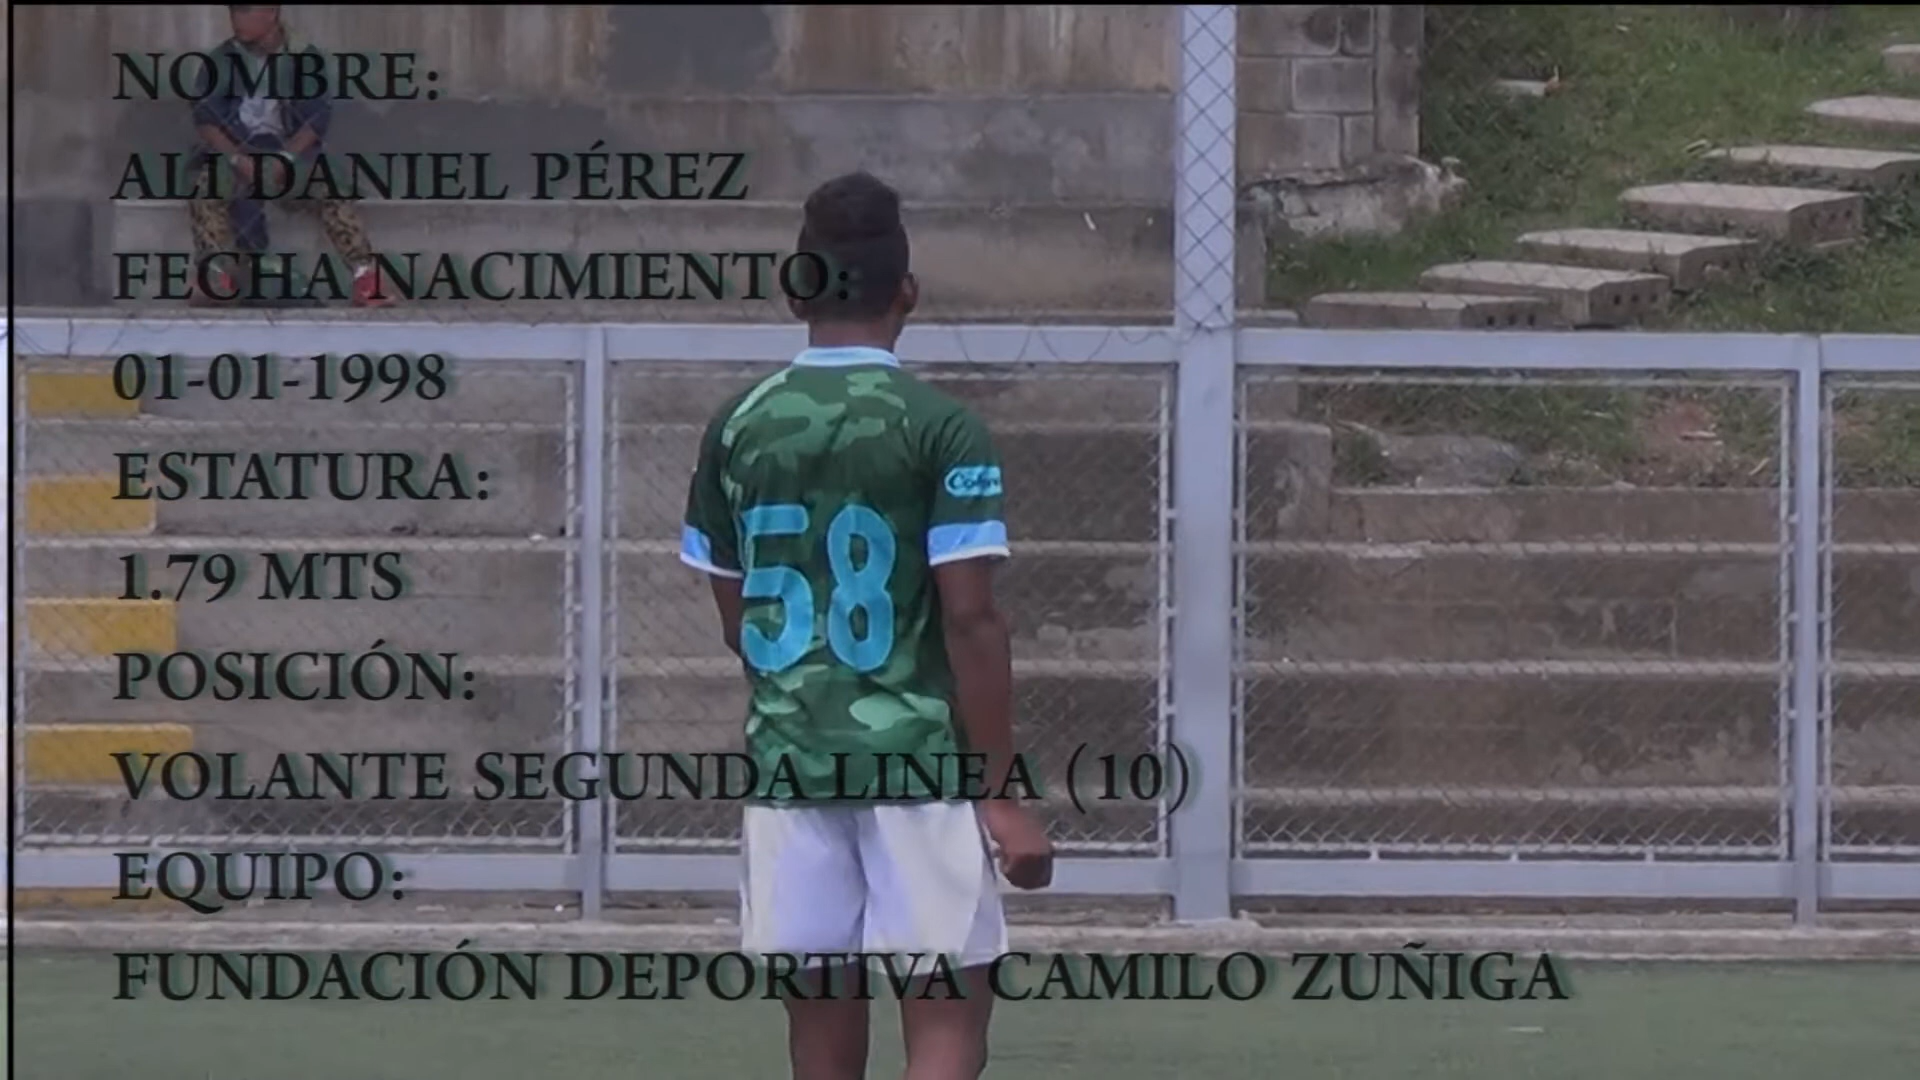 NOMBRE:
ALI DANIEL PÉREZ
FECHA NACIMIENTO:
01-01-1998
ESTATURA:
1.79 MTS
POSICIÓN:
VOLANTE SEGUNDA LINEA (10)
EQUIPO:
FUNDACIÓN DEPORTIVA CAMILO ZUÑIGA
58